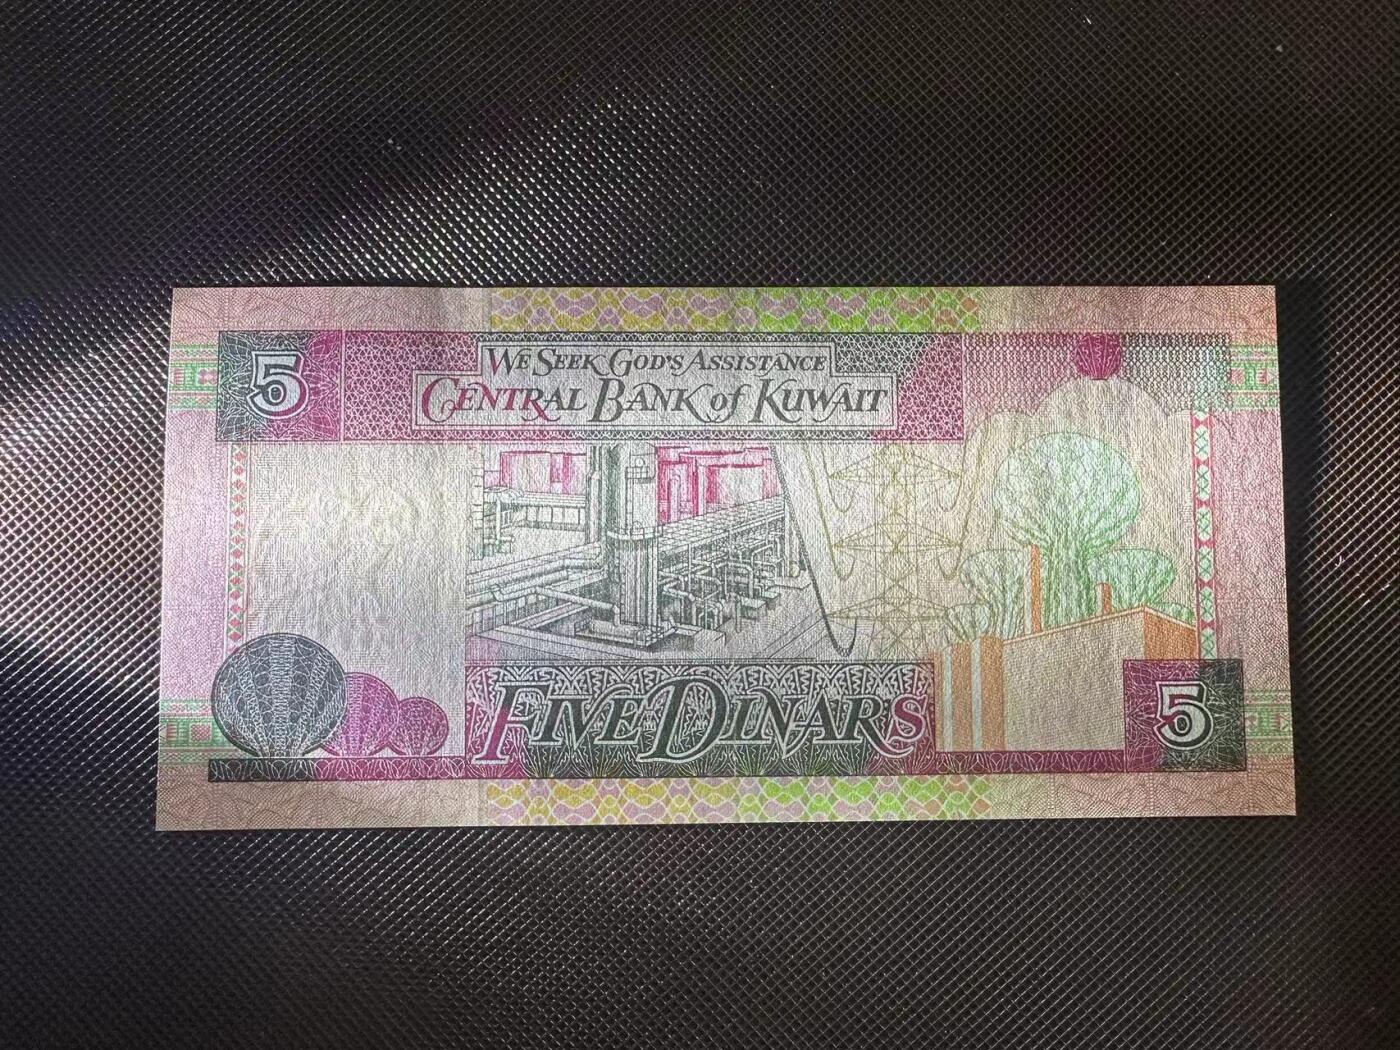 5
WE SEEK GOD'S ASSISTANCE
CENTRAL BANK of KUWAIT
FIVE DINARS
5